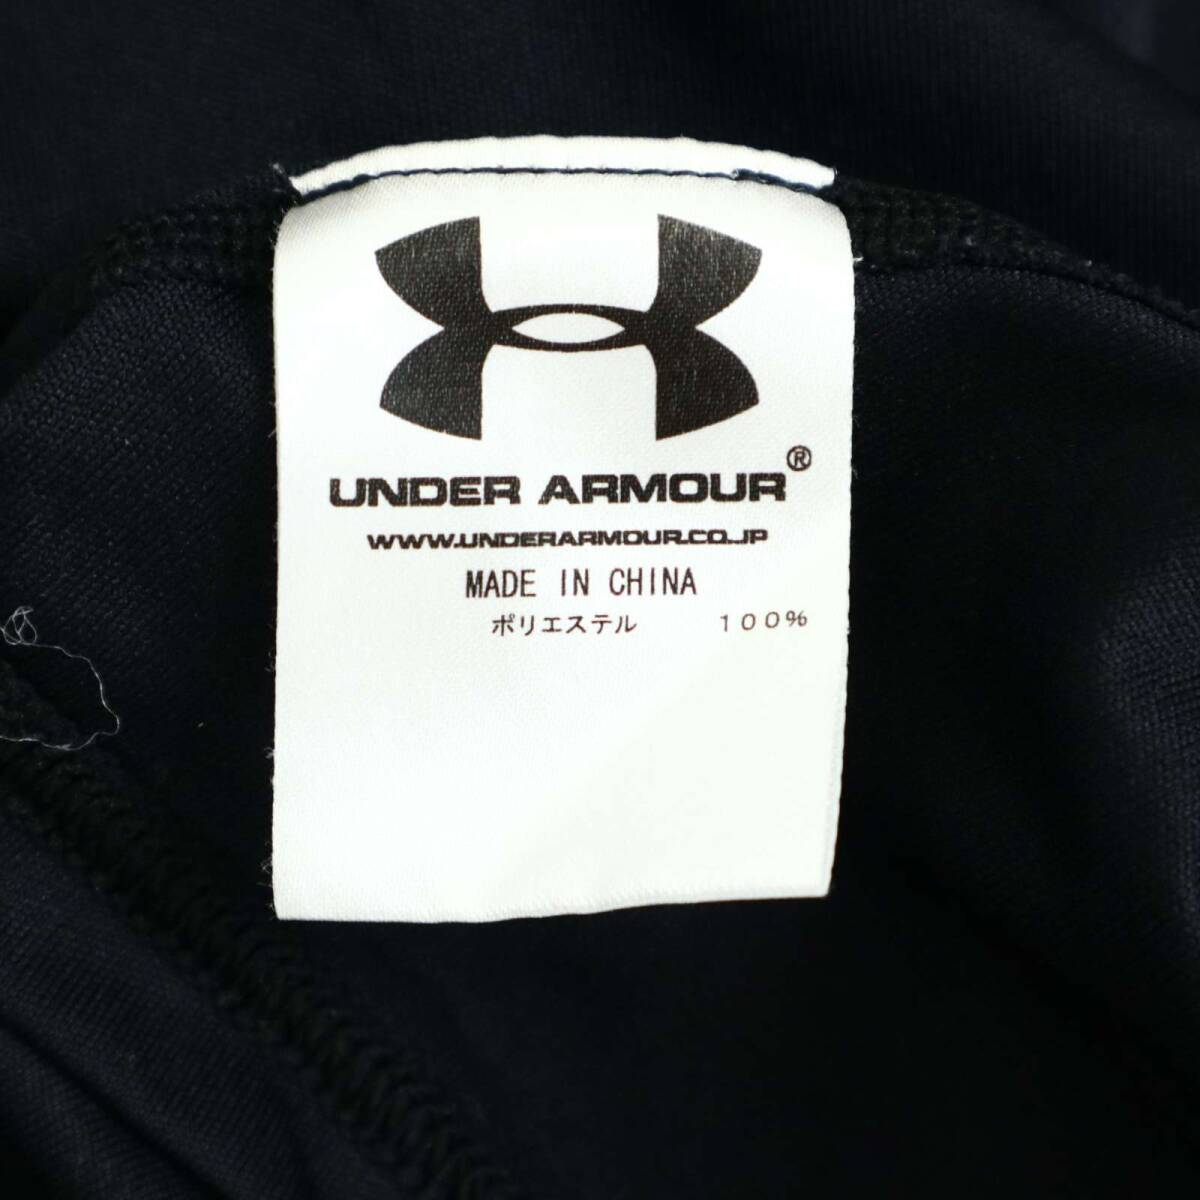 UNDER ARMOUR®
WWW.UNDERARMOUR.CO.JP
MADE IN CHINA
ポリエステル 100%